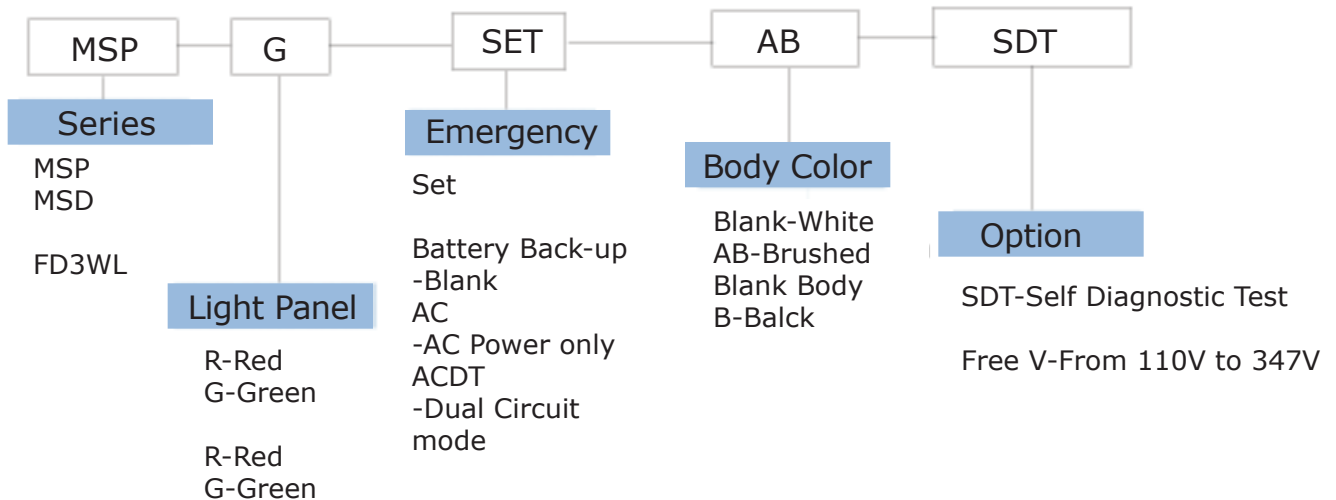 MSP
G
SET
AB
SDT
Series
MSP
MSD
FD3WL
Light Panel
R-Red
G-Green
R-Red
G-Green
Emergency
Set
Battery Back-up
-Blank
AC
-AC Power only
ACDT
-Dual Circuit
mode
Body Color
Blank-White
AB-Brushed
Blank Body
B-Balck
Option
SDT-Self Diagnostic Test
Free V-From 110V to 347V